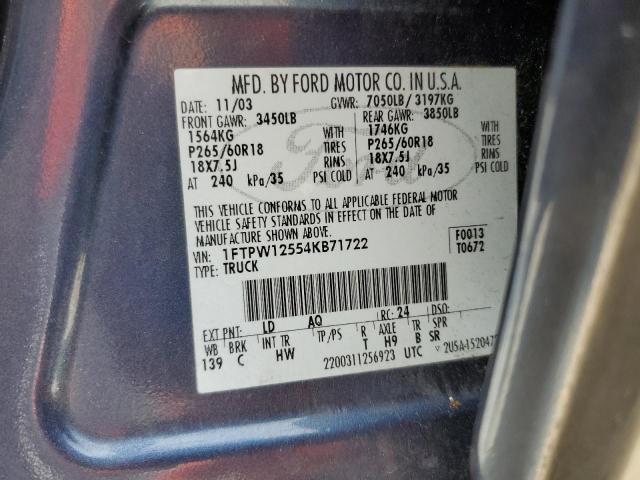 MFD. BY FORD MOTOR CO. IN U.S.A.
DATE: 11/03 GVWR: 7050LB/ 3197KG
FRONT GAWR: 3450LB REAR GAWR: 3850LB
1564KG WITH 1746KG WITH
P265/60R18 TIRES P265/60R18 TIRES
18X7.5J RIMS 18X7.5J RIMS
AT 240 kPa/35 PSI COLD AT 240 kPa/35 PSI COLD
THIS VEHICLE CONFORMS TO ALL APPLICABLE FEDERAL MOTOR
VEHICLE SAFETY STANDARDS IN EFFECT ON THE DATE OF
MANUFACTURE SHOWN ABOVE.
VIN: 1FTPW12554KB71722 F0013
TYPE: TRUCK T0672
EXT PNT: LD AQ RC: 24 DSO:
WB BRK INT TR TP/PS R AXLE TR SPR
139 C HW T H9 B SR
2200311256923 UTC
Ford